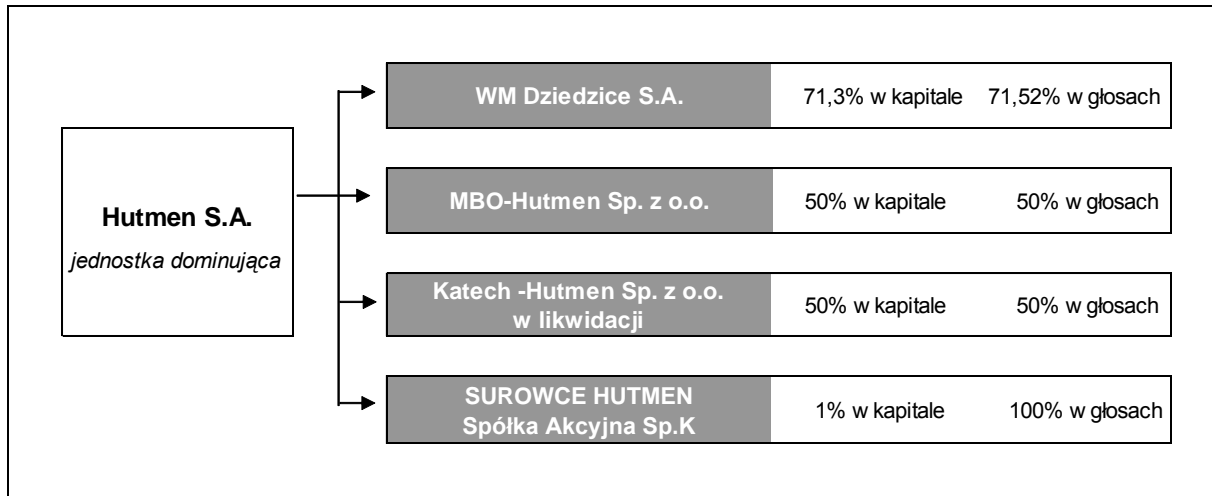 Hutmen S.A.
jednostka dominująca
WM Dziedzice S.A. 71,3% w kapitale 71,52% w głosach
MBO-Hutmen Sp. z o.o. 50% w kapitale 50% w głosach
Katech -Hutmen Sp. z o.o.
w likwidacji 50% w kapitale 50% w głosach
SUROWCE HUTMEN
Spółka Akcyjna Sp.K 1% w kapitale 100% w głosach